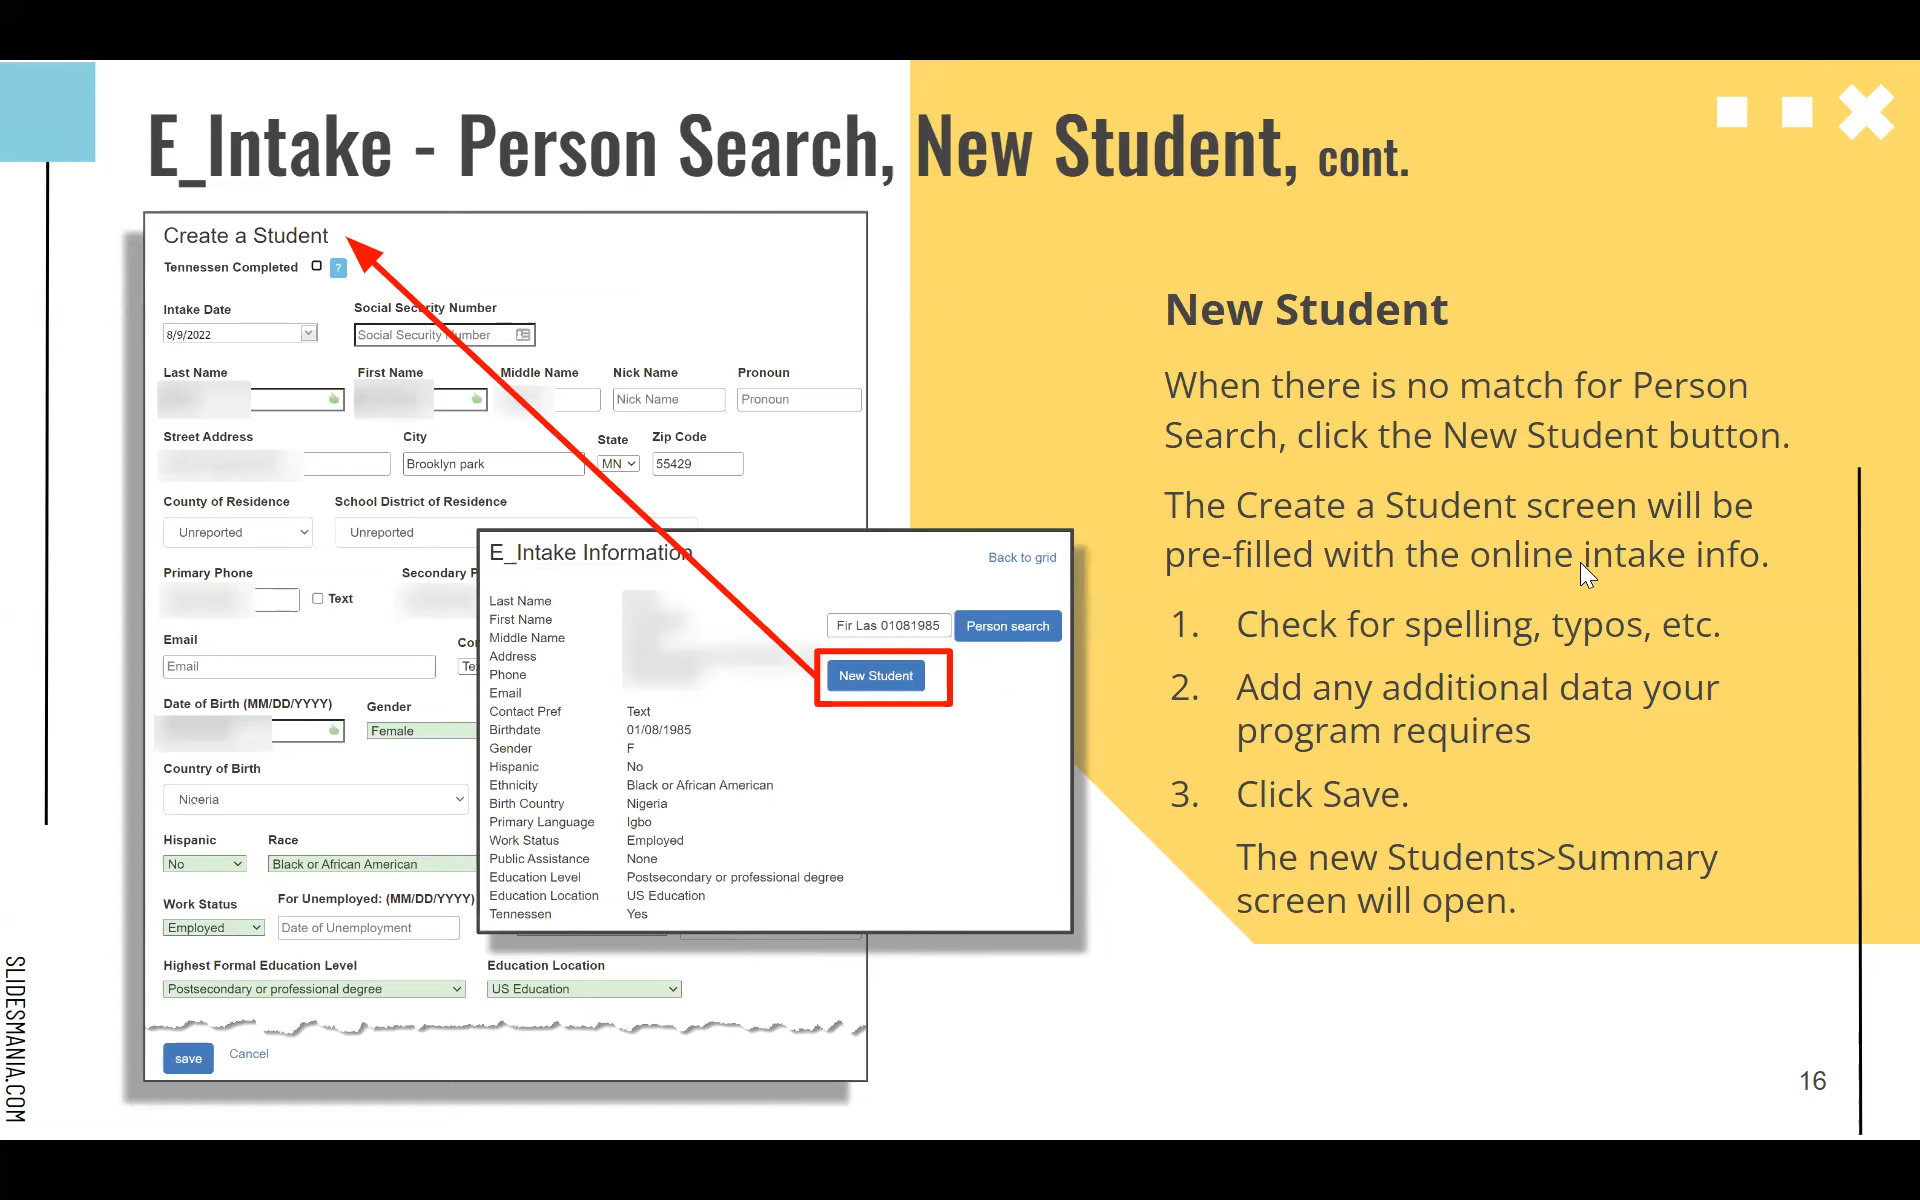 E_Intake - Person Search, New Student, cont.
Create a Student
Tennessen Completed ?
Intake Date Social Security Number
8/9/2022 Social Security Number
Last Name First Name Middle Name Nick Name Pronoun
Nick Name Pronoun
Street Address City State Zip Code
Brooklyn park MN 55429
County of Residence School District of Residence
Unreported Unreported
Primary Phone Secondary P
Text
Email Con
Email Tex
Date of Birth (MM/DD/YYYY) Gender
Female
Country of Birth
Nigeria
Hispanic Race
No Black or African American
Work Status For Unemployed: (MM/DD/YYYY)
Employed Date of Unemployment
Highest Formal Education Level Education Location
Postsecondary or professional degree US Education
save Cancel
E_Intake Information Back to grid
Last Name
First Name Fir Las 01081985 Person search
Middle Name
Address
Phone New Student
Email
Contact Pref Text
Birthdate 01/08/1985
Gender F
Hispanic No
Ethnicity Black or African American
Birth Country Nigeria
Primary Language Igbo
Work Status Employed
Public Assistance None
Education Level Postsecondary or professional degree
Education Location US Education
Tennessen Yes
New Student
When there is no match for Person
Search, click the New Student button.
The Create a Student screen will be
pre-filled with the online intake info.
1. Check for spelling, typos, etc.
2. Add any additional data your
program requires
3. Click Save.
The new Students>Summary
screen will open.
16
SLIDESMANIA.COM